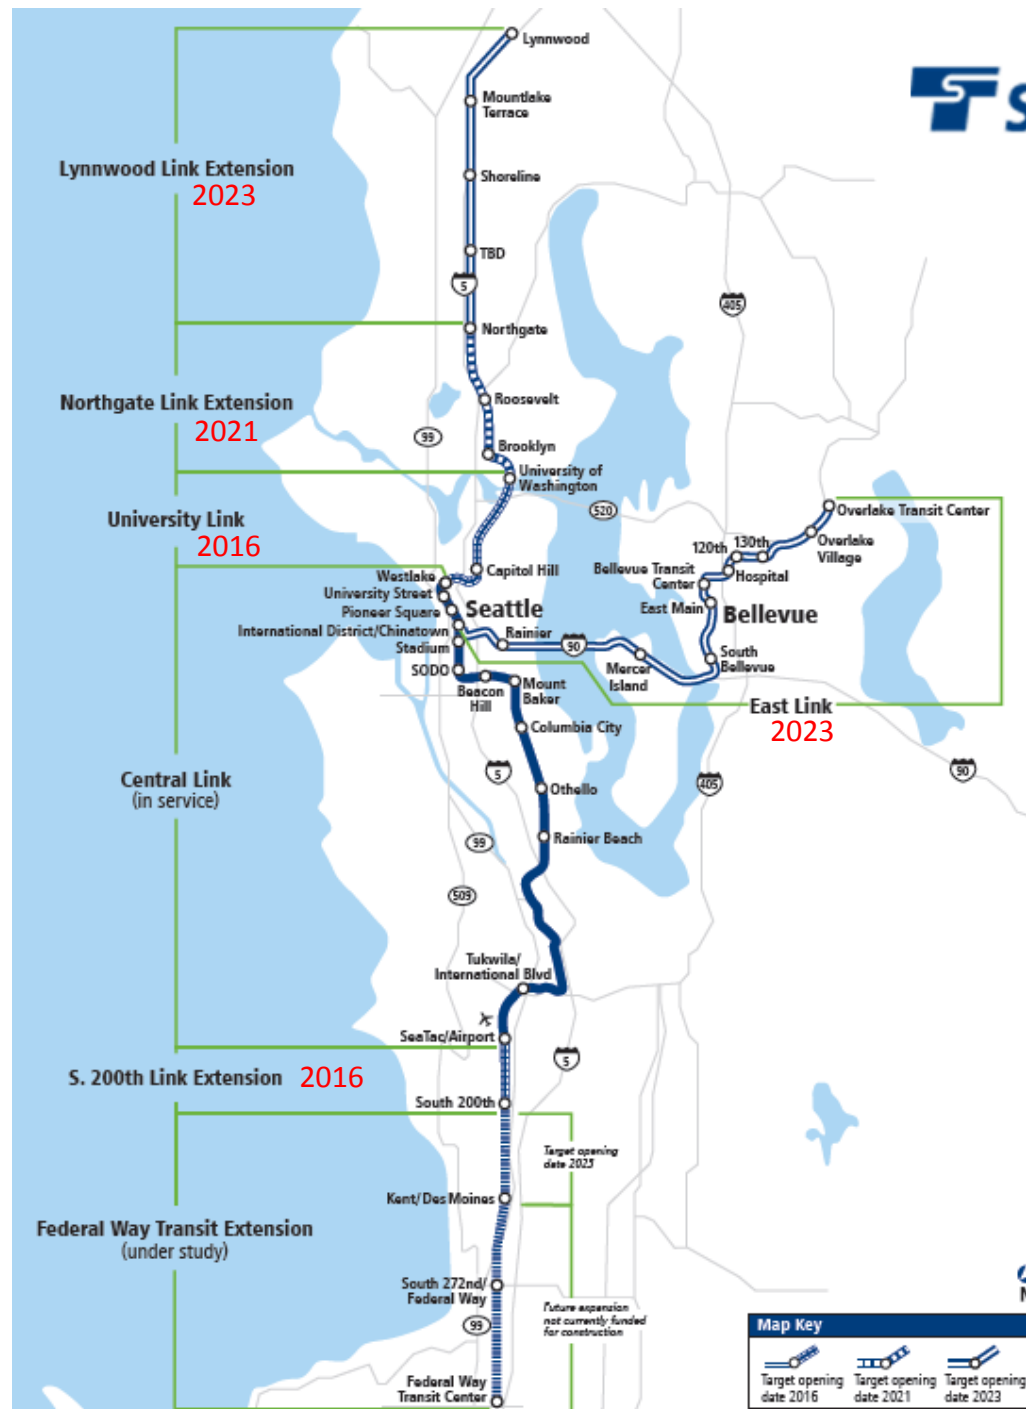 Lynnwood
Mountlake
Terrace
Lynnwood Link Extension
2023
Shoreline
TBD
5
405
Northgate
Northgate Link Extension
2021
Roosevelt
99
Brooklyn
University of
Washington
University Link
2016
520
Overlake Transit Center
Overlake
Village
120th
130th
Bellevue Transit
Center
Hospital
East Main
Bellevue
South
Bellevue
Capitol Hill
Westlake
University Street
Pioneer Square
Seattle
International District/Chinatown
Stadium
Rainier
90
Mercer
Island
SODO
Beacon
Hill
Mount
Baker
East Link
2023
Columbia City
Central Link
(in service)
5
405
90
Othello
99
Rainier Beach
509
Tukwila/
International Blvd
SeaTac/Airport
5
S. 200th Link Extension
2016
South 200th
Target opening
date 2023
Kent/Des Moines
Federal Way Transit Extension
(under study)
South 272nd/
Federal Way
99
Future expansion
not currently funded
for construction
Federal Way
Transit Center
Map Key
Target opening
date 2016
Target opening
date 2021
Target opening
date 2023